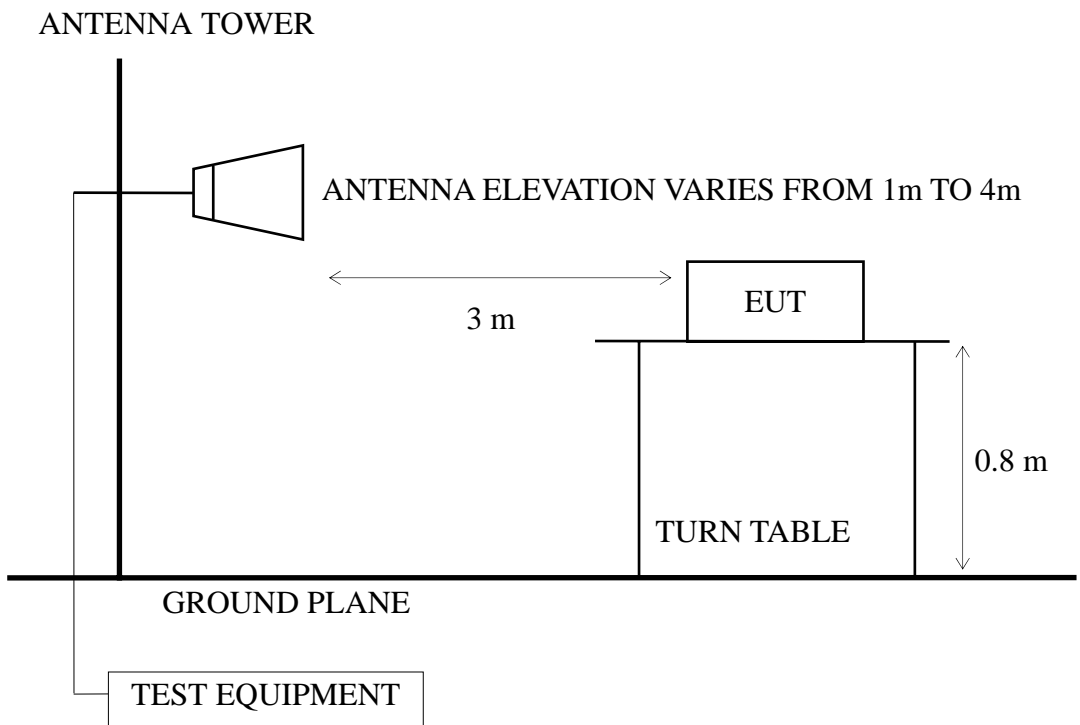 ANTENNA TOWER
ANTENNA ELEVATION VARIES FROM 1m TO 4m
EUT
3 m
0.8 m
TURN TABLE
GROUND PLANE
TEST EQUIPMENT